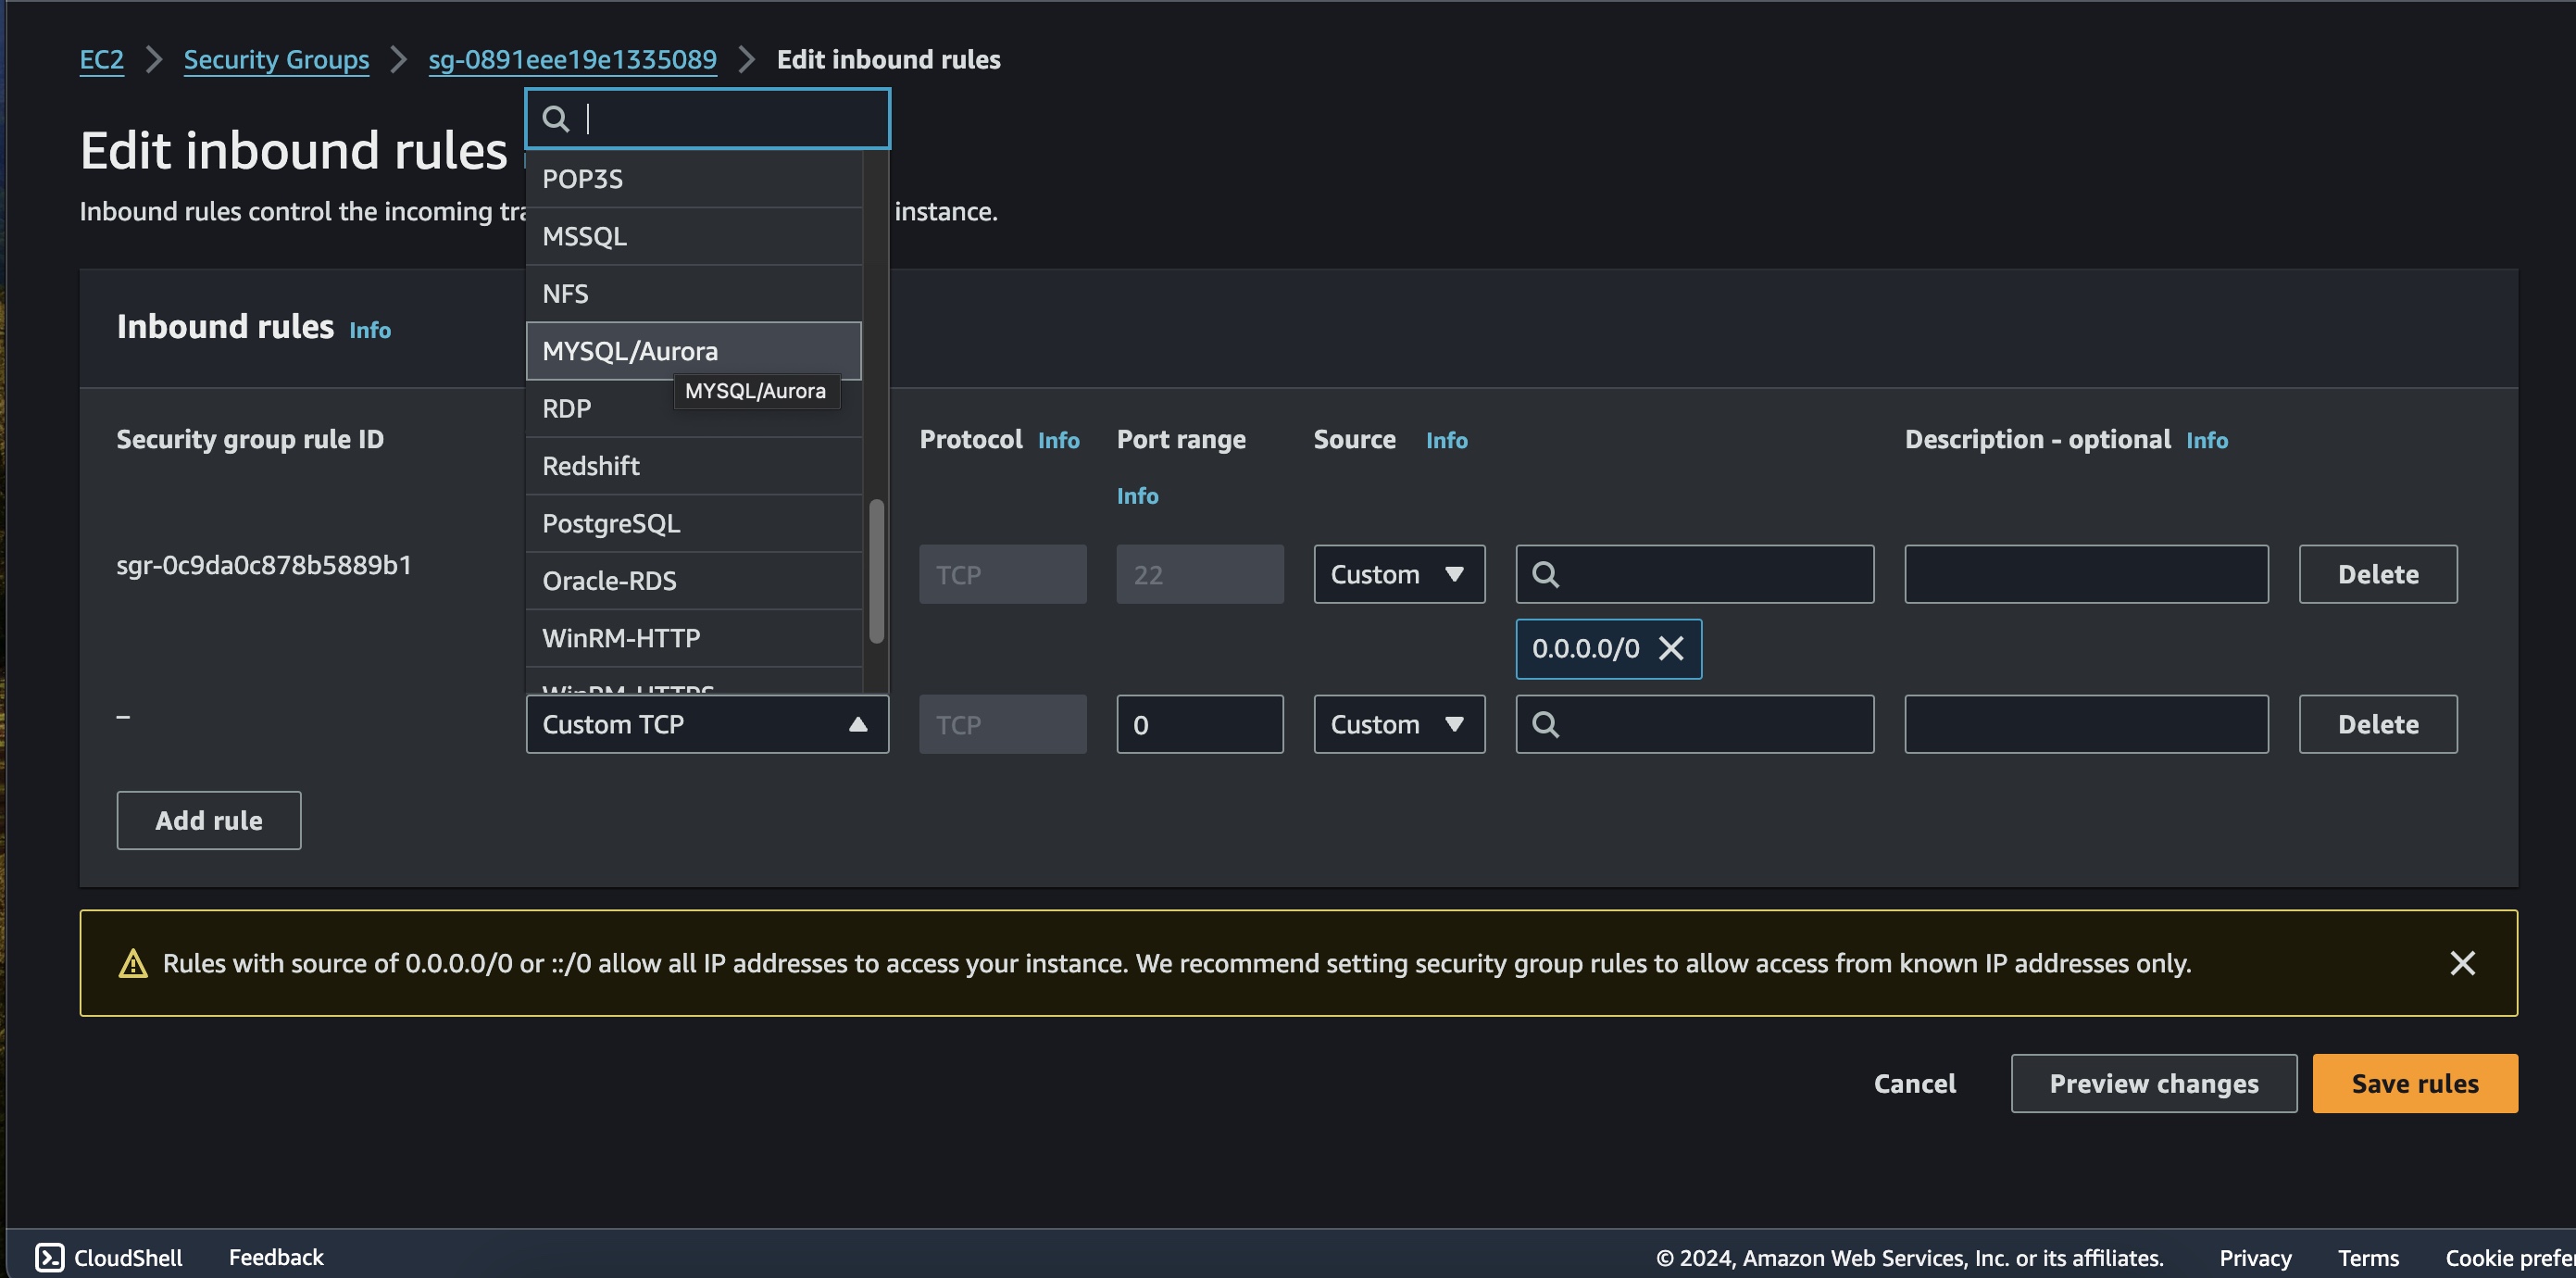 EC2 Security Groups sg-0891eee19e1335089 Edit inbound rules
Edit inbound rules
Inbound rules control the incoming tra instance.
POP3S
MSSQL
NFS
MYSQL/Aurora
MYSQL/Aurora
RDP
Redshift
PostgreSQL
Oracle-RDS
WinRM-HTTP
WinRM-HTTPS
Inbound rules Info
Security group rule ID Protocol Info Port range Info Source Info Description - optional Info
sgr-0c9da0c878b5889b1 TCP 22 Custom Delete
0.0.0.0/0
– Custom TCP TCP 0 Custom Delete
Add rule
Rules with source of 0.0.0.0/0 or ::/0 allow all IP addresses to access your instance. We recommend setting security group rules to allow access from known IP addresses only.
Cancel Preview changes Save rules
CloudShell Feedback © 2024, Amazon Web Services, Inc. or its affiliates. Privacy Terms Cookie prefer